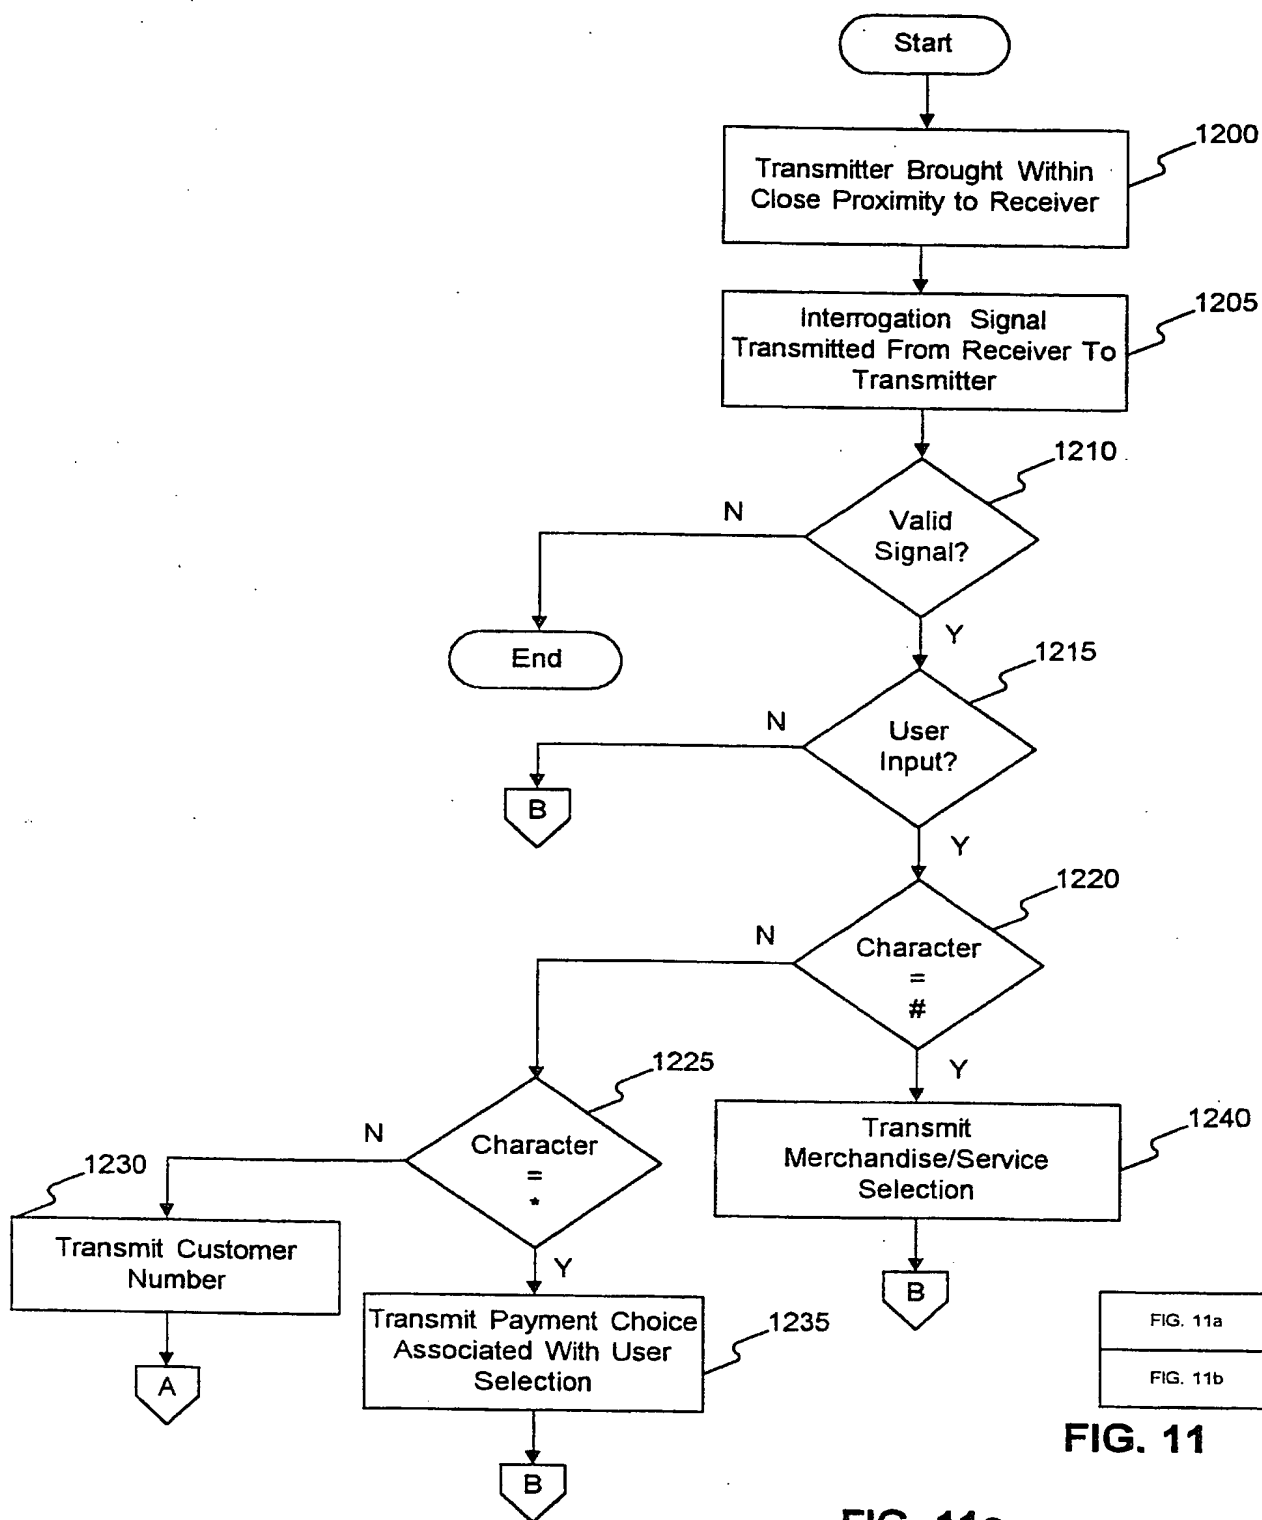 Start
1200
Transmitter Brought Within
Close Proximity to Receiver
1205
Interrogation Signal
Transmitted From Receiver To
Transmitter
1210
Valid
Signal?
N
Y
End
1215
User
Input?
N
B
Y
1220
Character
=
#
N
Y
1225
Character
=
*
N
Y
1240
Transmit
Merchandise/Service
Selection
B
1230
Transmit Customer
Number
A
1235
Transmit Payment Choice
Associated With User
Selection
B
FIG. 11a
FIG. 11b
FIG. 11
FIG. 11a